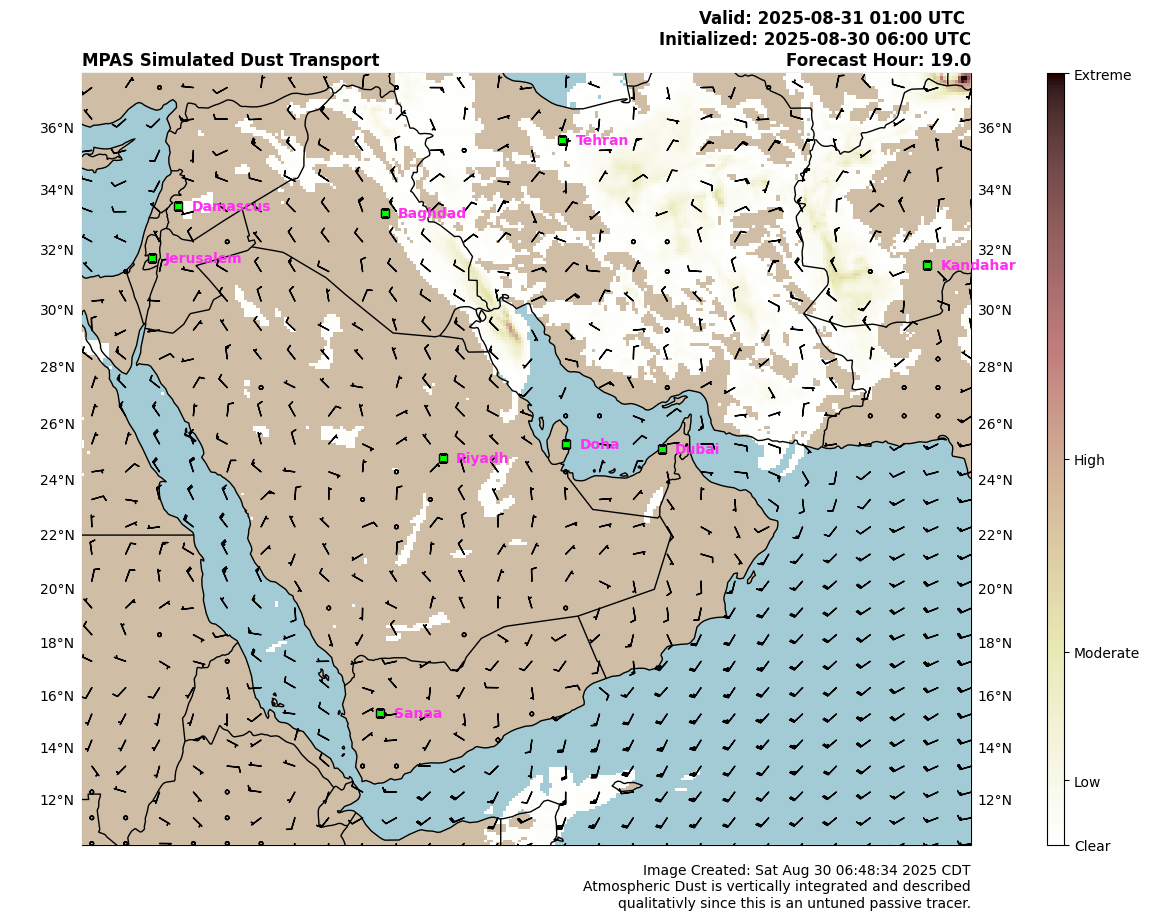 Valid: 2025-08-31 01:00 UTC
Initialized: 2025-08-30 06:00 UTC
MPAS Simulated Dust Transport
Forecast Hour: 19.0
Extreme
High
Moderate
Low
Clear
36°N
34°N
32°N
30°N
28°N
26°N
24°N
22°N
20°N
18°N
16°N
14°N
12°N
36°N
34°N
32°N
30°N
28°N
26°N
24°N
22°N
20°N
18°N
16°N
14°N
12°N
Tehran
Damascus
Baghdad
Jerusalem
Kandahar
Doha
Dubai
Riyadh
Sanaa
Image Created: Sat Aug 30 06:48:34 2025 CDT
Atmospheric Dust is vertically integrated and described
qualitativly since this is an untuned passive tracer.